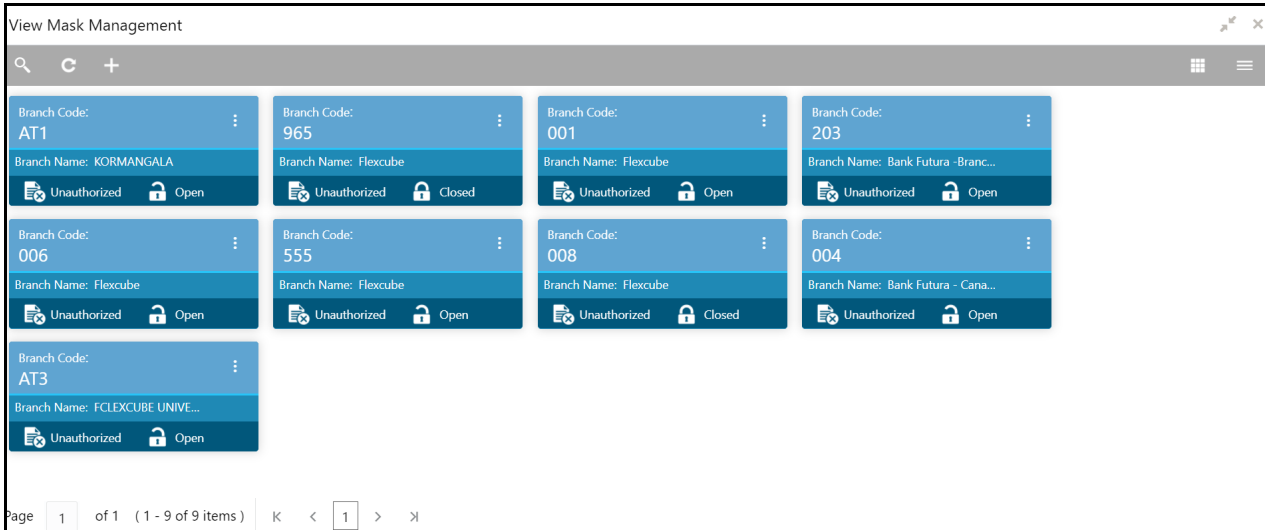 View Mask Management
Branch Code:
AT1
Branch Name: KORMANGALA
Unauthorized Open
Branch Code:
965
Branch Name: Flexcube
Unauthorized Closed
Branch Code:
001
Branch Name: Flexcube
Unauthorized Open
Branch Code:
203
Branch Name: Bank Futura -Branc...
Unauthorized Open
Branch Code:
006
Branch Name: Flexcube
Unauthorized Open
Branch Code:
555
Branch Name: Flexcube
Unauthorized Open
Branch Code:
008
Branch Name: Flexcube
Unauthorized Closed
Branch Code:
004
Branch Name: Bank Futura - Cana...
Unauthorized Open
Branch Code:
AT3
Branch Name: FCLEXCUBE UNIVE...
Unauthorized Open
Page 1 of 1 ( 1 - 9 of 9 items ) 1